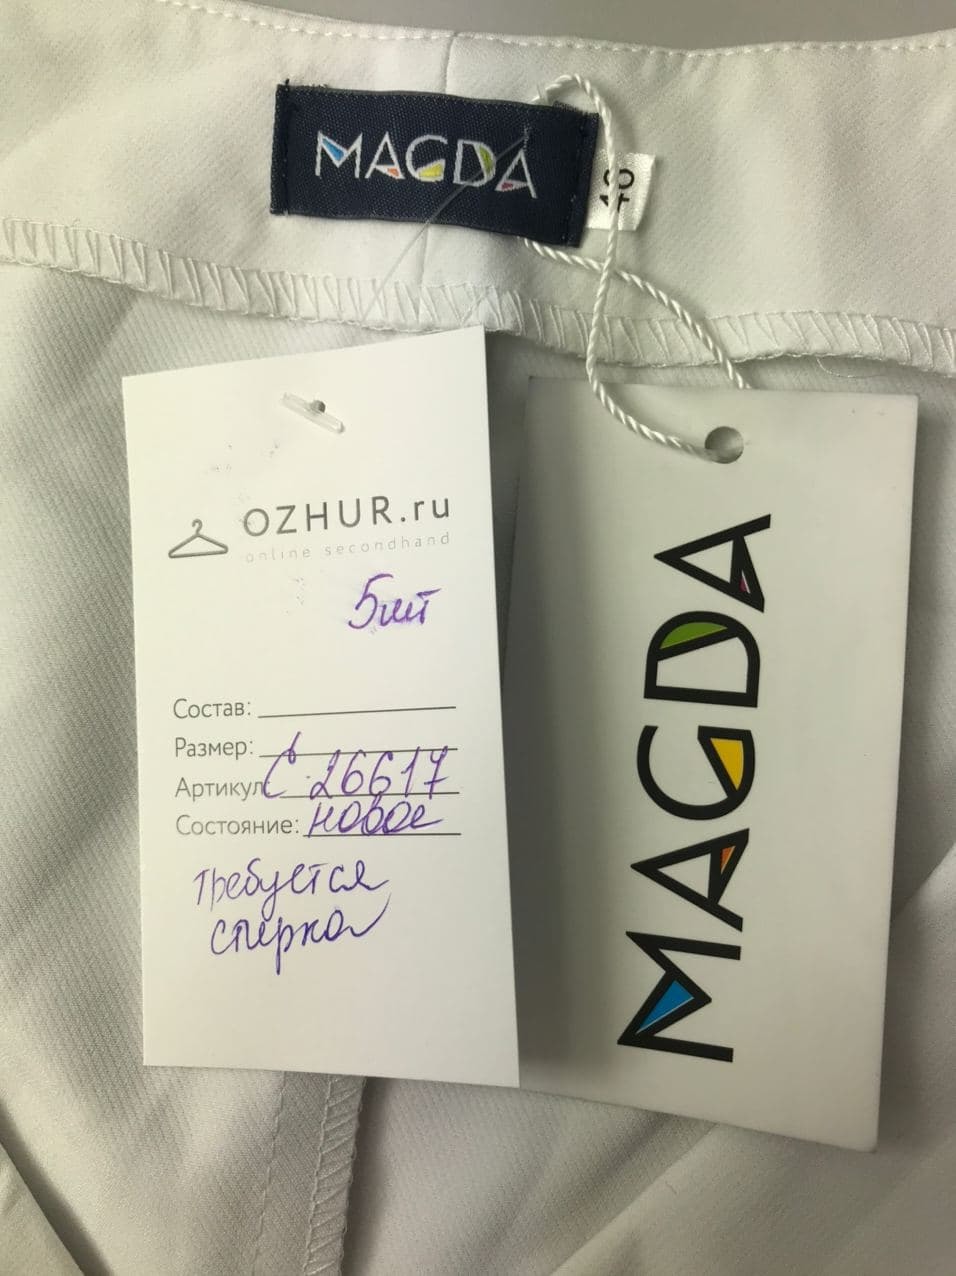 MAGDA
46
OZHUR.ru
online secondhand
5шт
Состав:
Размер:
Артикул: С 26617
Состояние: новое
требуется
стирка
MAGDA